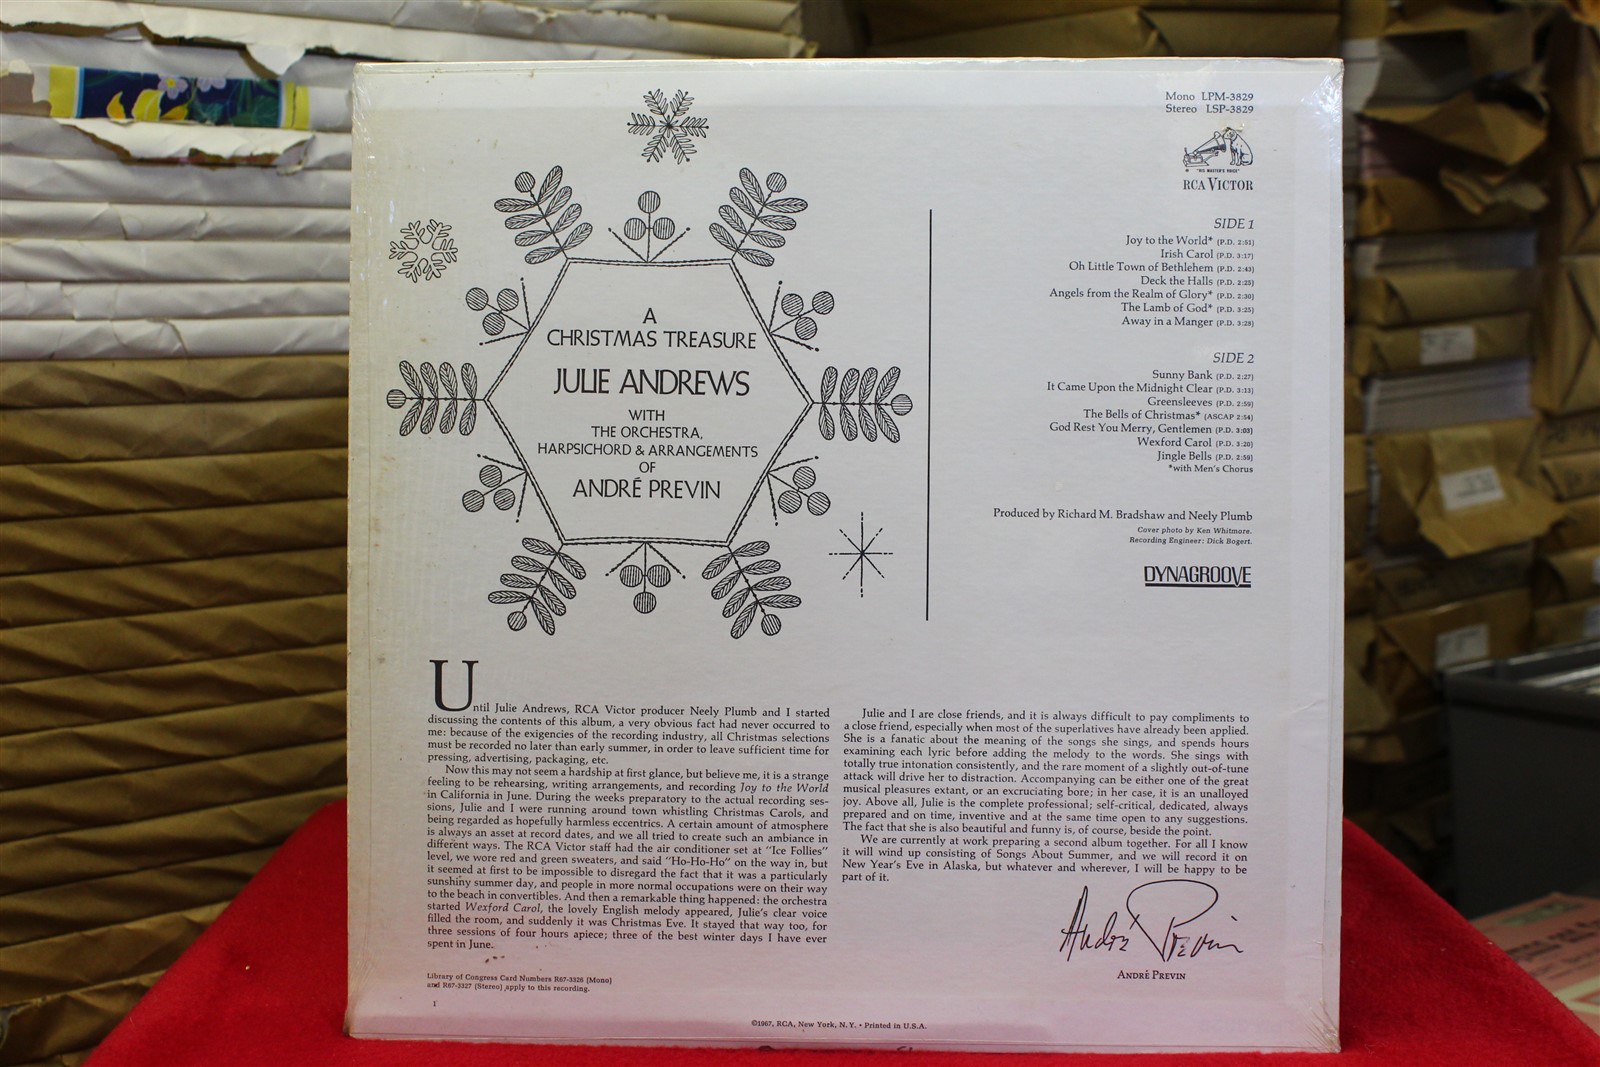 Mono LPM-3829
Stereo LSP-3829
"HIS MASTER'S VOICE"
RCA VICTOR
A
CHRISTMAS TREASURE
JULIE ANDREWS
WITH
THE ORCHESTRA,
HARPSICHORD & ARRANGEMENTS
OF
ANDRÉ PREVIN
SIDE 1
Joy to the World* (P.D. 2:51)
Irish Carol (P.D. 3:17)
Oh Little Town of Bethlehem (P.D. 2:43)
Deck the Halls (P.D. 2:25)
Angels from the Realm of Glory* (P.D. 2:30)
The Lamb of God* (P.D. 3:25)
Away in a Manger (P.D. 3:28)
SIDE 2
Sunny Bank (P.D. 2:27)
It Came Upon the Midnight Clear (P.D. 3:13)
Greensleeves (P.D. 2:59)
The Bells of Christmas* (ASCAP 2:54)
God Rest You Merry, Gentlemen (P.D. 3:03)
Wexford Carol (P.D. 3:20)
Jingle Bells (P.D. 2:59)
*with Men's Chorus
Produced by Richard M. Bradshaw and Neely Plumb
Cover photo by Ken Whitmore.
Recording Engineer: Dick Bogert.
DYNAGROOVE
Until Julie Andrews, RCA Victor producer Neely Plumb and I started
discussing the contents of this album, a very obvious fact had never occurred to
me: because of the exigencies of the recording industry, all Christmas selections
must be recorded no later than early summer, in order to leave sufficient time for
pressing, advertising, packaging, etc.
Now this may not seem a hardship at first glance, but believe me, it is a strange
feeling to be rehearsing, writing arrangements, and recording Joy to the World
in California in June. During the weeks preparatory to the actual recording ses-
sions, Julie and I were running around town whistling Christmas Carols, and
being regarded as hopefully harmless eccentrics. A certain amount of atmosphere
is always an asset at record dates, and we all tried to create such an ambiance in
different ways. The RCA Victor staff had the air conditioner set at "Ice Follies"
level, we wore red and green sweaters, and said "Ho-Ho-Ho" on the way in, but
it seemed at first to be impossible to disregard the fact that it was a particularly
sunshiny summer day, and people in more normal occupations were on their way
to the beach in convertibles. And then a remarkable thing happened: the orchestra
started Wexford Carol, the lovely English melody appeared, Julie's clear voice
filled the room, and suddenly it was Christmas Eve. It stayed that way too, for
three sessions of four hours apiece; three of the best winter days I have ever
spent in June.
Julie and I are close friends, and it is always difficult to pay compliments to
a close friend, especially when most of the superlatives have already been applied.
She is a fanatic about the meaning of the songs she sings, and spends hours
examining each lyric before adding the melody to the words. She sings with
totally true intonation consistently, and the rare moment of a slightly out-of-tune
attack will drive her to distraction. Accompanying can be either one of the great
musical pleasures extant, or an excruciating bore; in her case, it is an unalloyed
joy. Above all, Julie is the complete professional; self-critical, dedicated, always
prepared and on time, inventive and at the same time open to any suggestions.
The fact that she is also beautiful and funny is, of course, beside the point.
We are currently at work preparing a second album together. For all I know
it will wind up consisting of Songs About Summer, and we will record it on
New Year's Eve in Alaska, but whatever and wherever, I will be happy to be
part of it.
André Previn
ANDRÉ PREVIN
Library of Congress Card Numbers R67-3326 (Mono)
and R67-3327 (Stereo) apply to this recording.
1
©1967, RCA, New York, N.Y. • Printed in U.S.A.